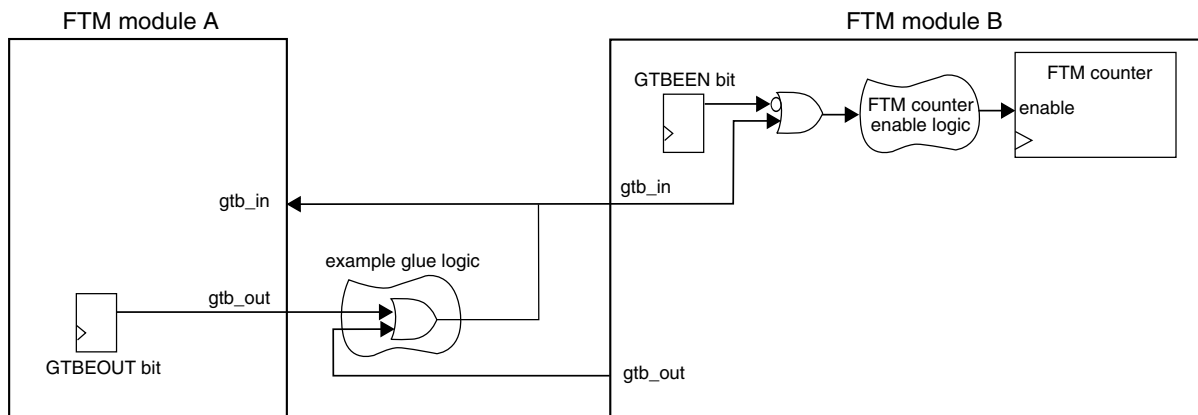 FTM module A
FTM module B
GTBEEN bit
FTM counter
enable
FTM counter
enable logic
gtb_in
gtb_in
example glue logic
gtb_out
GTBEOUT bit
gtb_out